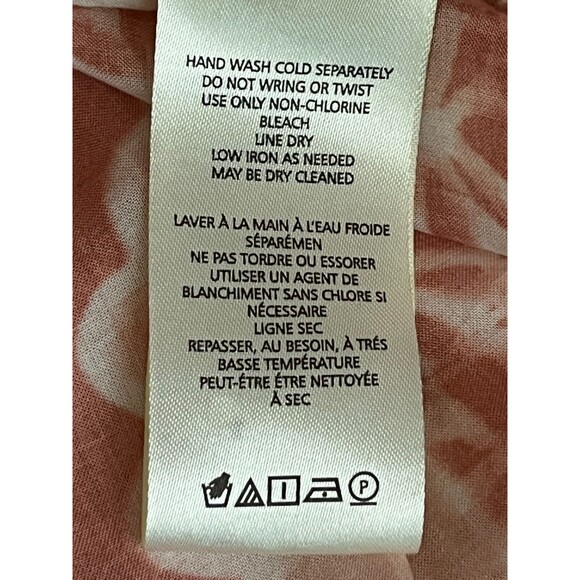 HAND WASH COLD SEPARATELY
DO NOT WRING OR TWIST
USE ONLY NON-CHLORINE
BLEACH
LINE DRY
LOW IRON AS NEEDED
MAY BE DRY CLEANED
LAVER À LA MAIN À L'EAU FROIDE
SÉPARÉMEN
NE PAS TORDRE OU ESSORER
UTILISER UN AGENT DE
BLANCHIMENT SANS CHLORE SI
NÉCESSAIRE
LIGNE SEC
REPASSER, AU BESOIN, À TRÉS
BASSE TEMPÉRATURE
PEUT-ÉTRE ÉTRE NETTOYÉE
À SEC
P